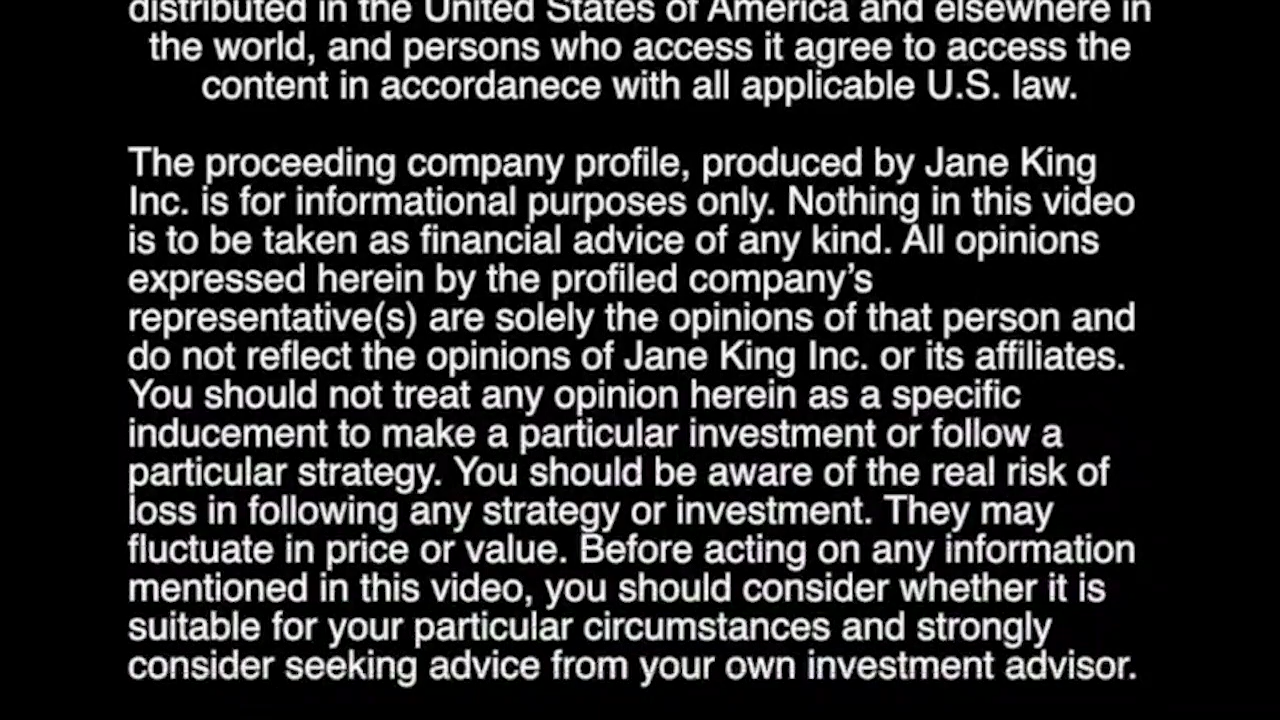 distributed in the United States of America and elsewhere in
the world, and persons who access it agree to access the
content in accordanece with all applicable U.S. law.
The proceeding company profile, produced by Jane King
Inc. is for informational purposes only. Nothing in this video
is to be taken as financial advice of any kind. All opinions
expressed herein by the profiled company’s
representative(s) are solely the opinions of that person and
do not reflect the opinions of Jane King Inc. or its affiliates.
You should not treat any opinion herein as a specific
inducement to make a particular investment or follow a
particular strategy. You should be aware of the real risk of
loss in following any strategy or investment. They may
fluctuate in price or value. Before acting on any information
mentioned in this video, you should consider whether it is
suitable for your particular circumstances and strongly
consider seeking advice from your own investment advisor.